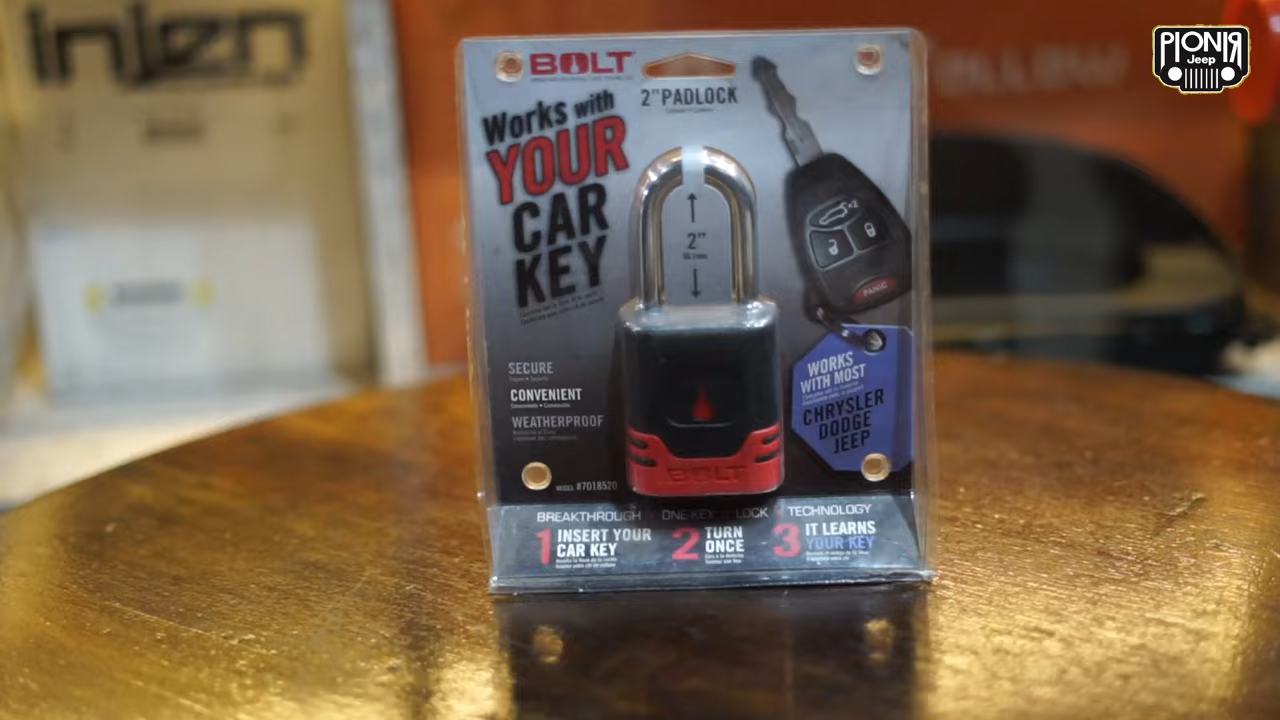 injen
PIONIR
Jeep
BOLT
2" PADLOCK
Works with
YOUR
CAR
KEY
2"
x2
PANIC
WORKS
WITH MOST
CHRYSLER
DODGE
JEEP
SECURE
CONVENIENT
WEATHERPROOF
MODEL #7018520
BOLT
BREAKTHROUGH ONE-KEY LOCK TECHNOLOGY
1 INSERT YOUR
CAR KEY
2 TURN
ONCE
3 IT LEARNS
YOUR KEY